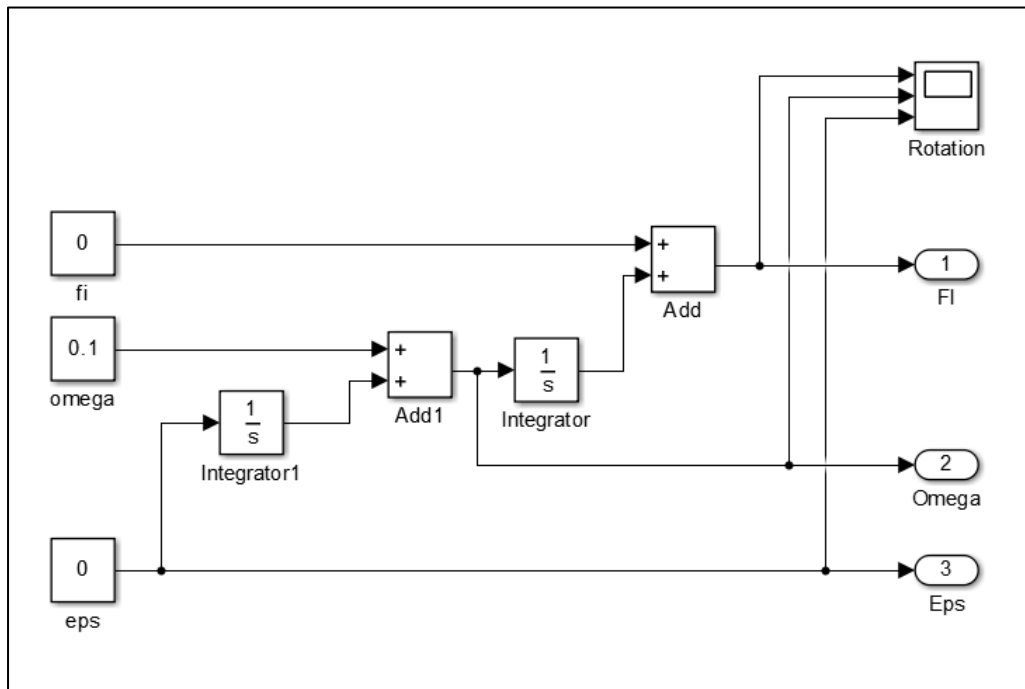 Rotation
0
+
+
fi
Add
1
FI
0.1
+
+
omega
Add1
1
s
Integrator
1
s
Integrator1
2
Omega
0
eps
3
Eps